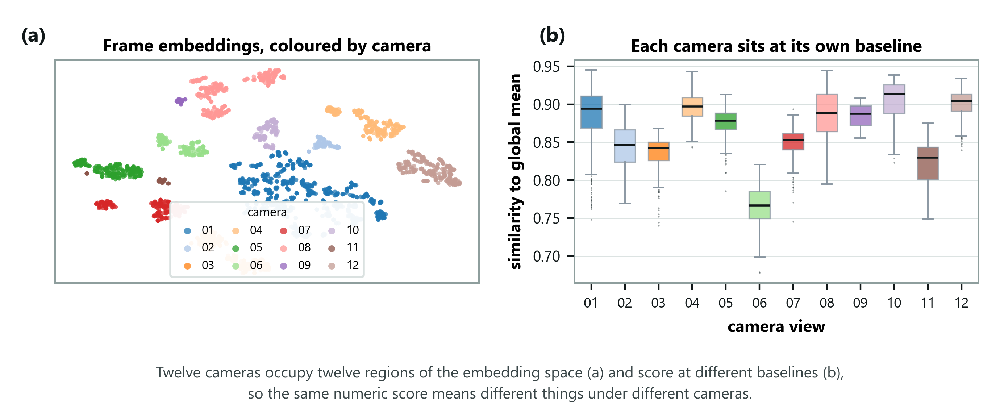 (a)
Frame embeddings, coloured by camera
camera
01 04 07 10
02 05 08 11
03 06 09 12
(b)
Each camera sits at its own baseline
similarity to global mean
0.95
0.90
0.85
0.80
0.75
0.70
01 02 03 04 05 06 07 08 09 10 11 12
camera view
Twelve cameras occupy twelve regions of the embedding space (a) and score at different baselines (b),
so the same numeric score means different things under different cameras.